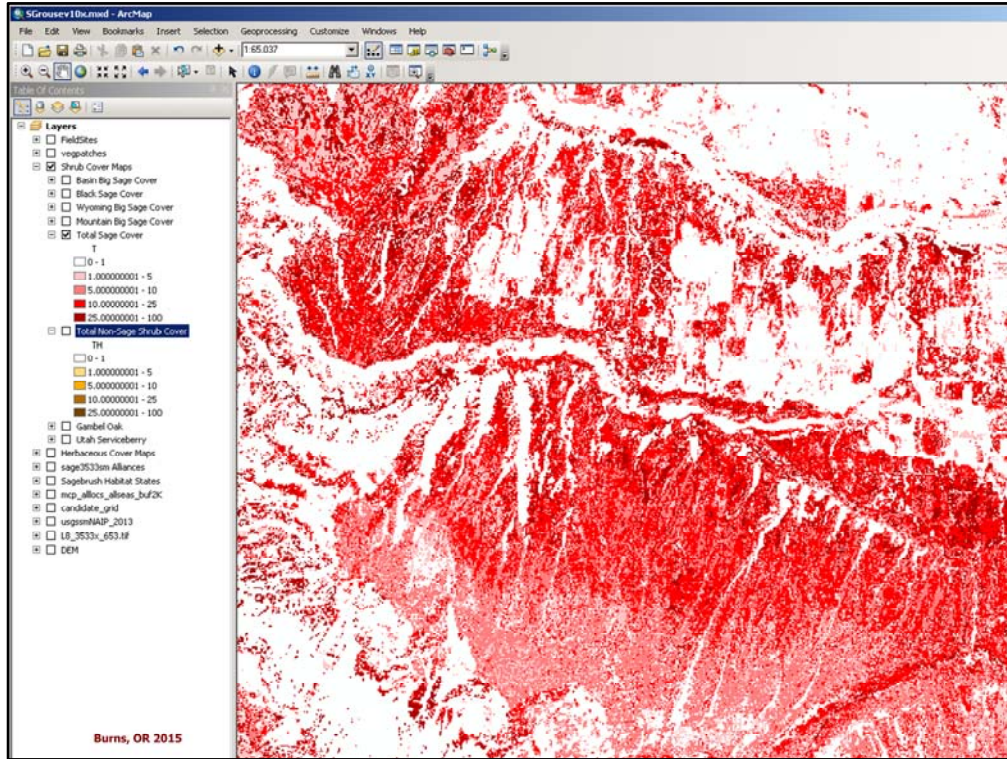 SGrousev10x.mxd - ArcMap
File Edit View Bookmarks Insert Selection Geoprocessing Customize Windows Help
1:65.037
Table Of Contents
Layers
FieldSites
vegpatches
Shrub Cover Maps
Basin Big Sage Cover
Black Sage Cover
Wyoming Big Sage Cover
Mountain Big Sage Cover
Total Sage Cover
T
0 - 1
1.000000001 - 5
5.00000001 - 10
10.00000001 - 25
25.00000001 - 100
Total Non-Sage Shrub Cover
TH
0 - 1
1.000000001 - 5
5.00000001 - 10
10.00000001 - 25
25.00000001 - 100
Gambel Oak
Utah Serviceberry
Herbaceous Cover Maps
sage3533sm Alliances
Sagebrush Habitat States
mcp_alllocs_allseas_buf2K
candidate_grid
usgssmNAIP_2013
L8_3533x_653.tif
DEM
Burns, OR 2015